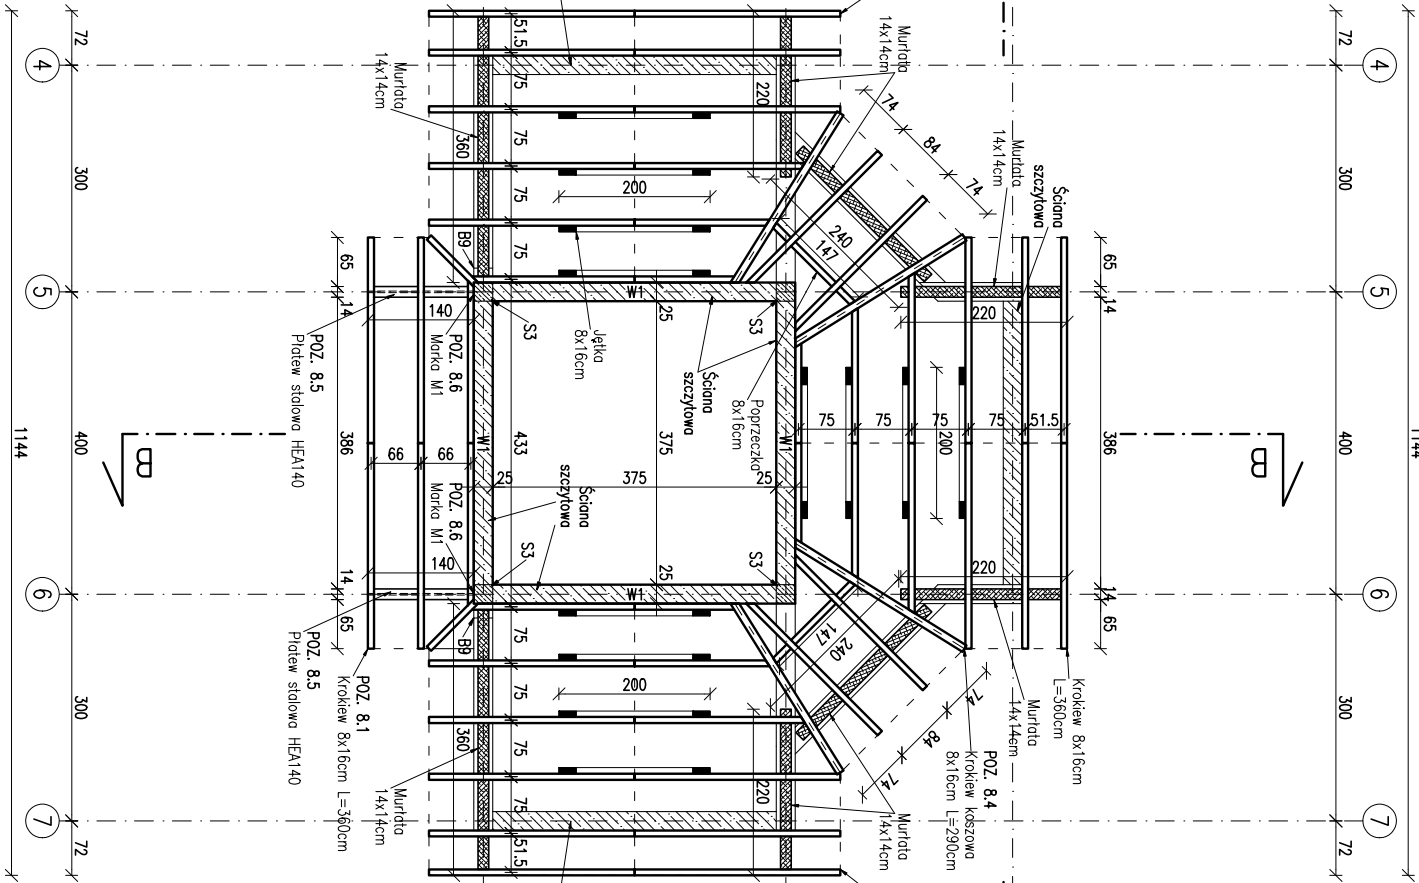 72
300
400
300
72
1144
4
5
6
7
Murłata
14x14cm
Murłata
14x14cm
Murłata
14x14cm
Murłata
14x14cm
Ściana
szczytowa
51.5
75
75
75
75
360
220
200
74
84
74
240
147
B9
65
14
140
POZ. 8.5
Płatew stalowa HEA140
POZ. 8.6
Marka M1
W1
S3
25
Jętka
8x16cm
Ściana
szczytowa
Poprzeczka
8x16cm
S3
W1
220
65
14
386
75
75
75
75
51.5
200
66
66
433
375
25
375
25
W1
Ściana
szczytowa
POZ. 8.6
Marka M1
140
S3
25
S3
W1
220
386
14
65
14
65
B
B
B9
POZ. 8.5
Płatew stalowa HEA140
POZ. 8.1
Krokiew 8x16cm L=360cm
75
75
75
75
51.5
360
200
220
147
240
74
84
74
Krokiew 8x16cm
L=360cm
Murłata
14x14cm
POZ. 8.4
Krokiew koszowa
8x16cm L=290cm
Murłata
14x14cm
Murłata
14x14cm
4
5
6
7
72
300
400
300
72
1144